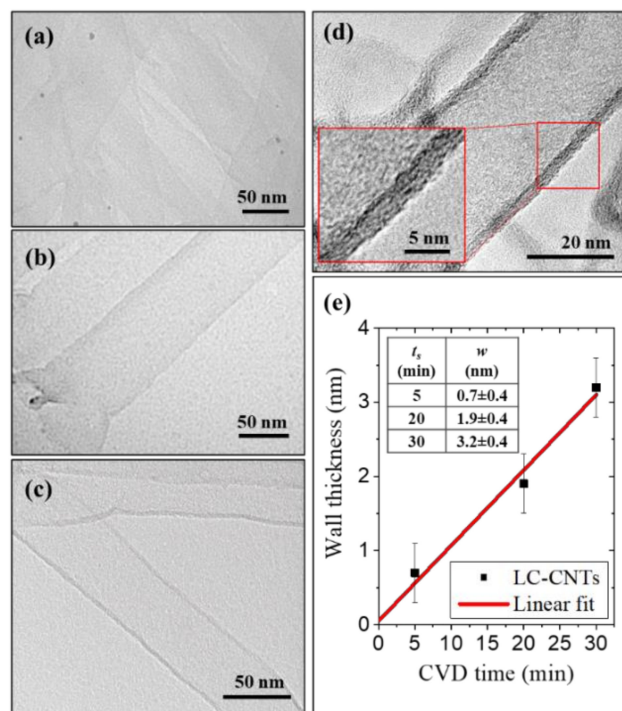 (a)
50 nm
(b)
50 nm
(c)
50 nm
(d)
5 nm
20 nm
(e)
Wall thickness (nm)
4
3
2
1
0
t_s (min) w (nm)
5 0.7±0.4
20 1.9±0.4
30 3.2±0.4
LC-CNTs
Linear fit
0 5 10 15 20 25 30
CVD time (min)